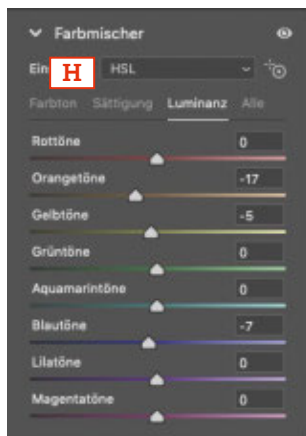 Farbmischer
Ein H HSL
Farbton Sättigung Luminanz Alle
Rottöne 0
Orangetöne -17
Gelbtöne -5
Grüntöne 0
Aquamarintöne 0
Blautöne -7
Lilatöne 0
Magentatöne 0